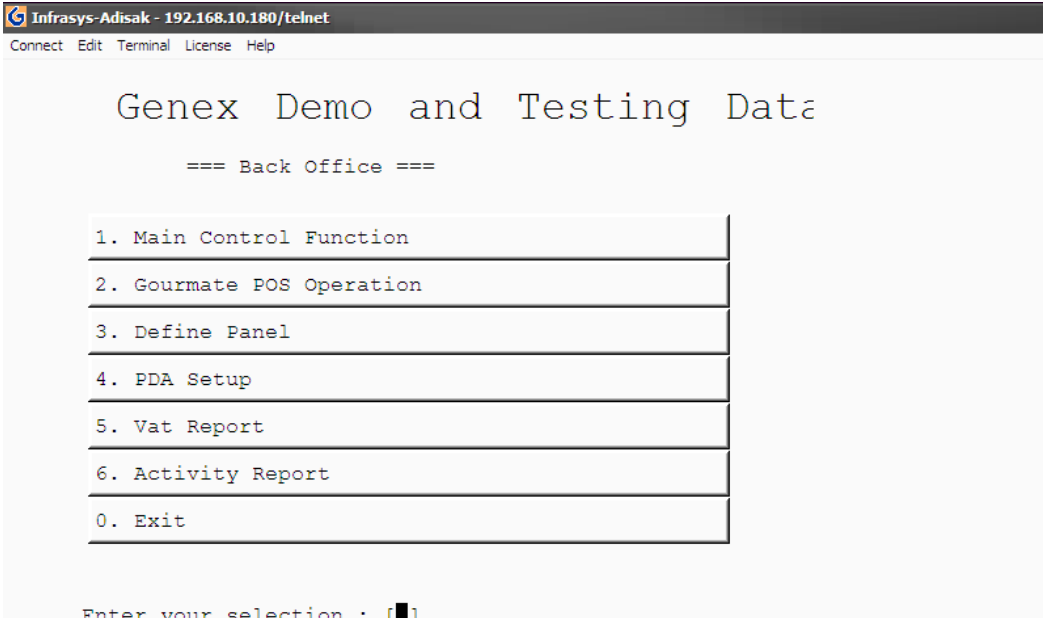 Infrasys-Adisak - 192.168.10.180/telnet
Connect Edit Terminal License Help
Genex Demo and Testing Data
=== Back Office ===
1. Main Control Function
2. Gourmate POS Operation
3. Define Panel
4. PDA Setup
5. Vat Report
6. Activity Report
0. Exit
Enter your selection : [ ]